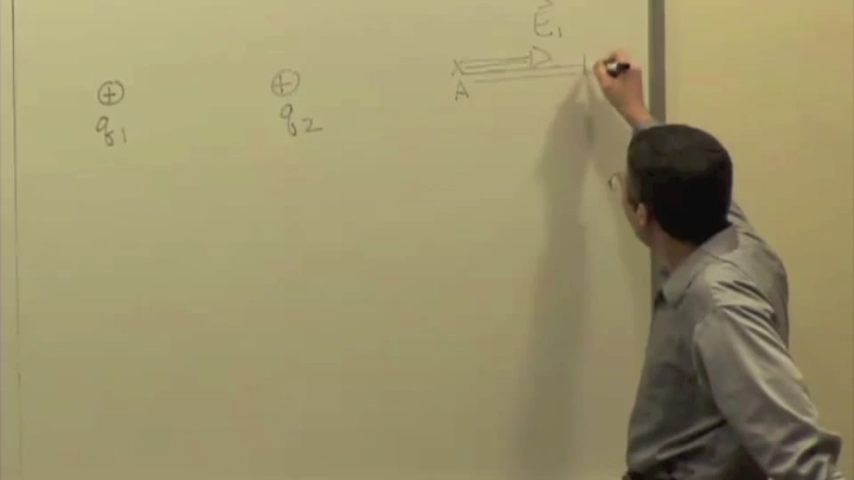 E₁
+ + X
A
q₁ q₂